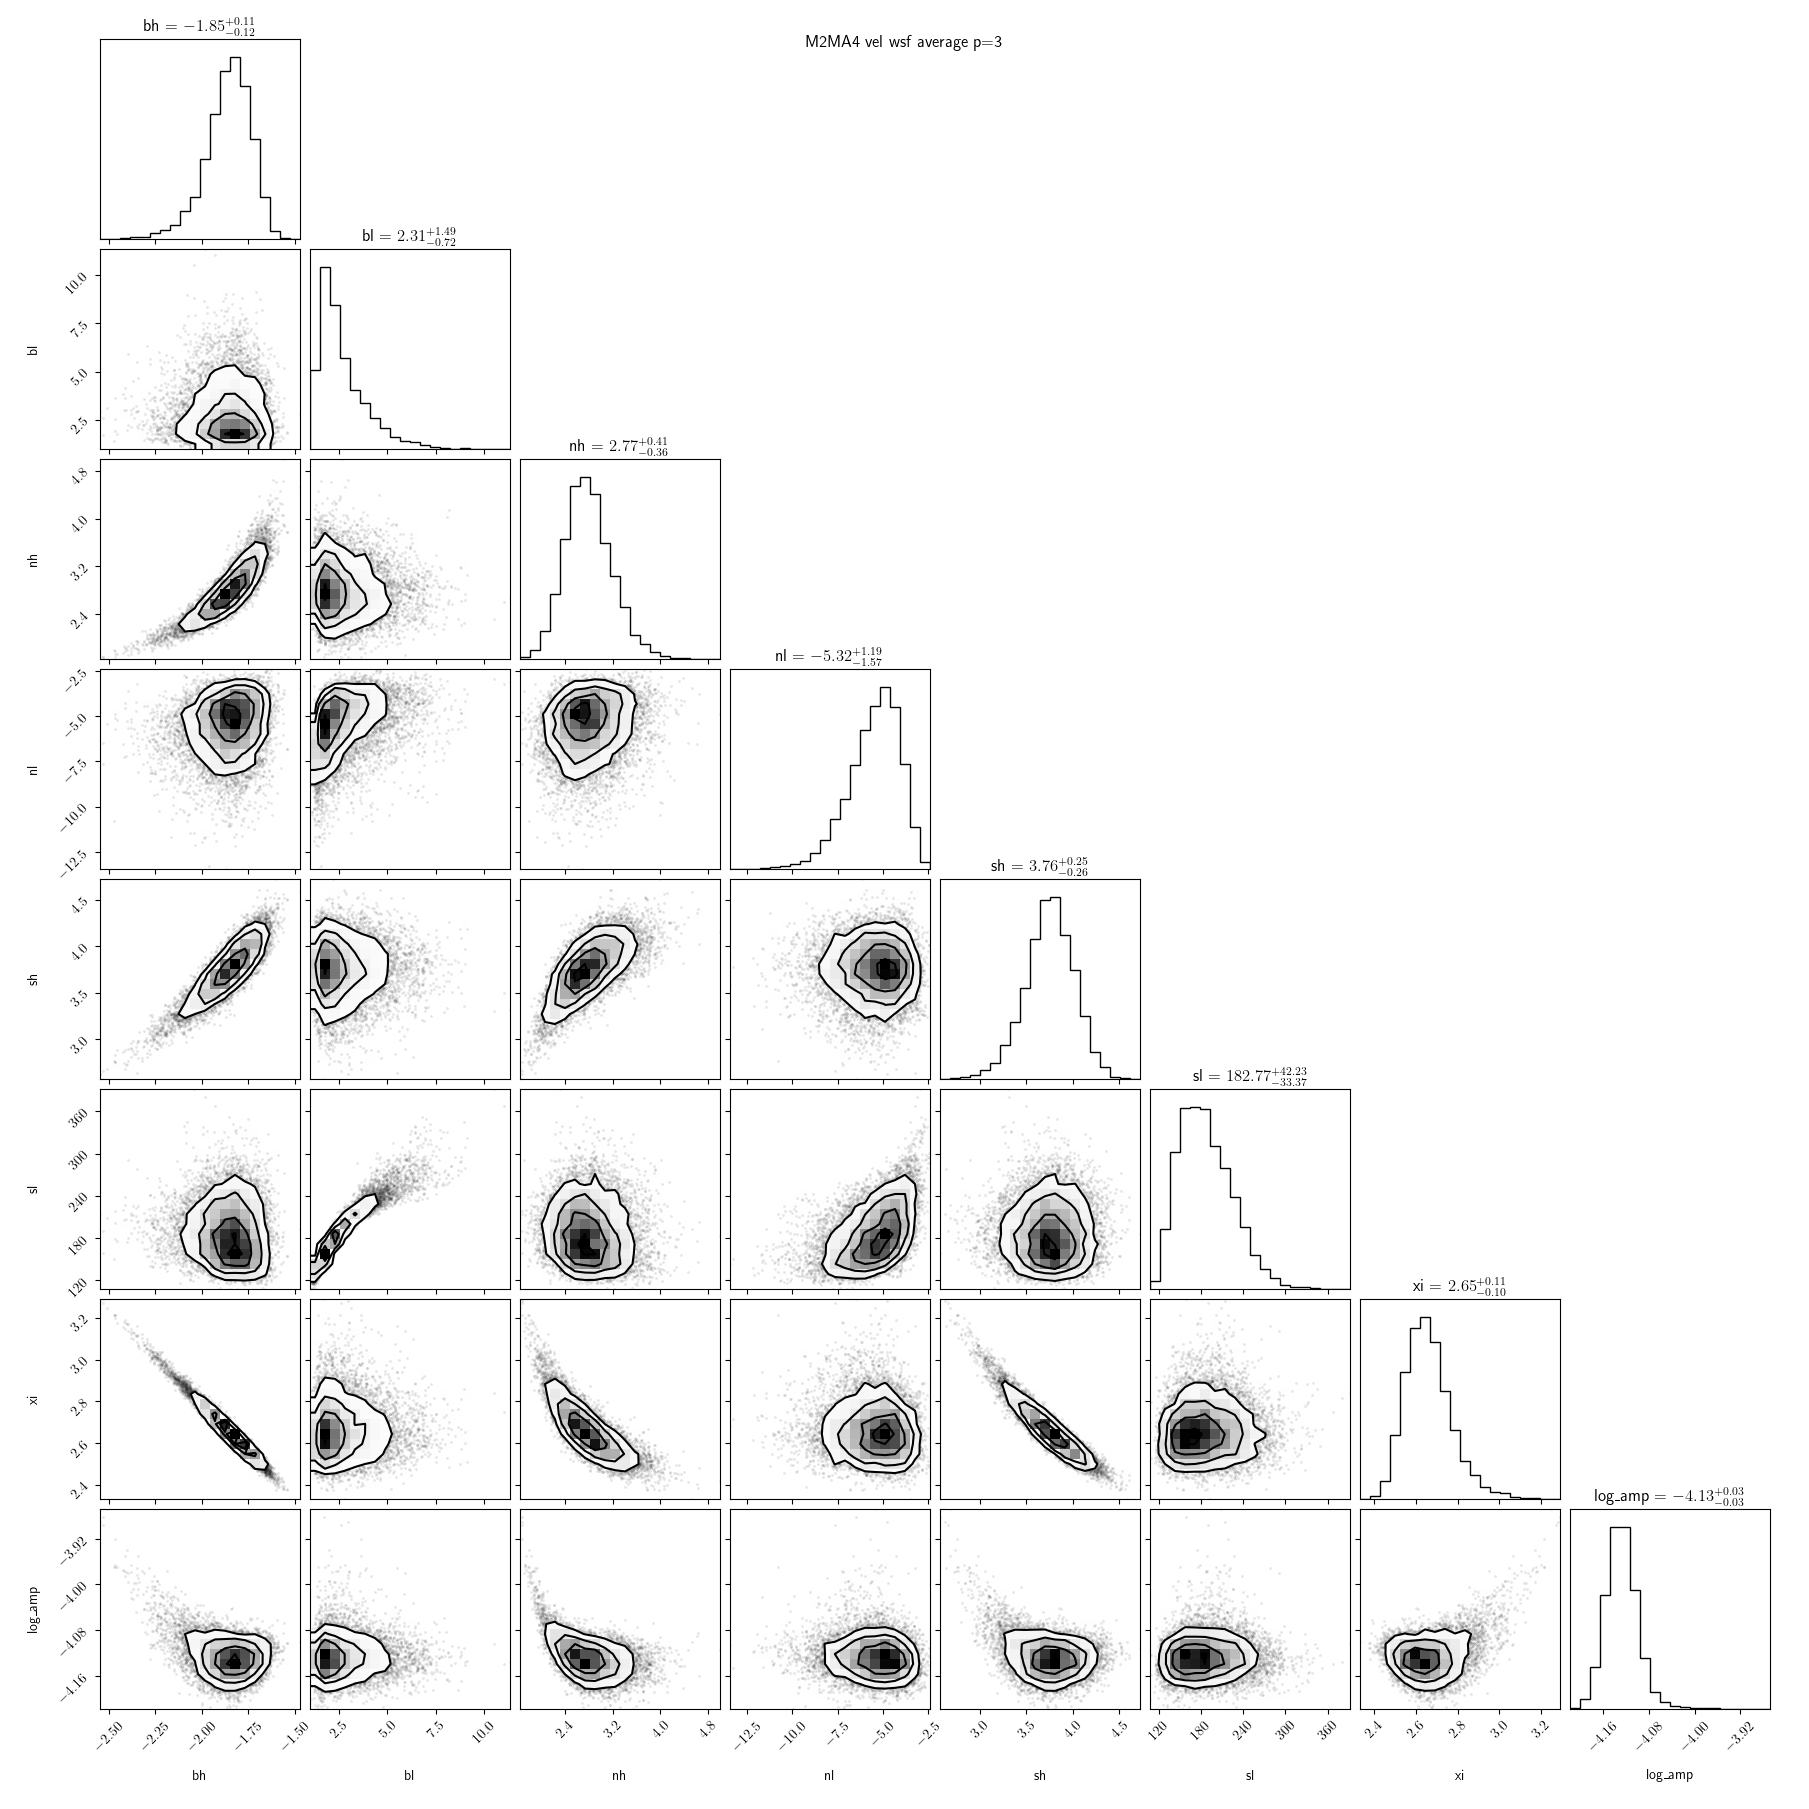 M2MA4 vel wsf average p=3
bh = −1.85+0.11−0.12
bl = 2.31+1.49−0.72
bl
10.0
7.5
5.0
2.5
nh = 2.77+0.41−0.36
nh
4.8
4.0
3.2
2.4
nl = −5.32+1.19−1.57
nl
−2.5
−5.0
−7.5
−10.0
−12.5
sh = 3.76+0.25−0.26
sh
4.5
4.0
3.5
3.0
sl = 182.77+42.23−33.37
sl
360
300
240
180
120
xi = 2.65+0.11−0.10
xi
3.2
3.0
2.8
2.6
2.4
log_amp = −4.13+0.03−0.03
log_amp
−3.92
−4.00
−4.08
−4.16
−2.50 −2.25 −2.00 −1.75 −1.50
2.5 5.0 7.5 10.0
2.4 3.2 4.0 4.8
−12.5 −10.0 −7.5 −5.0 −2.5
3.0 3.5 4.0 4.5
120 180 240 300 360
2.4 2.6 2.8 3.0 3.2
−4.16 −4.08 −4.00 −3.92
bh bl nh nl sh sl xi log_amp